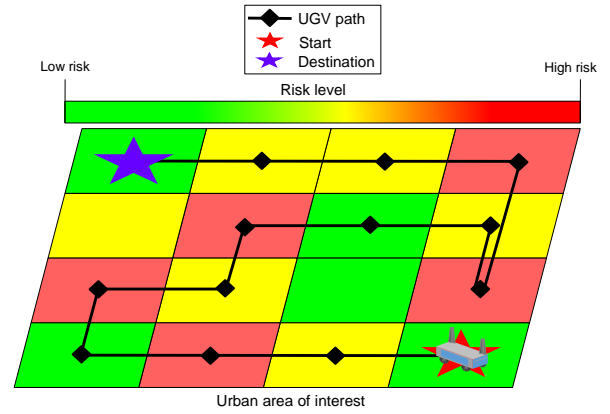 UGV path
Start
Destination
Low risk
High risk
Risk level
Urban area of interest